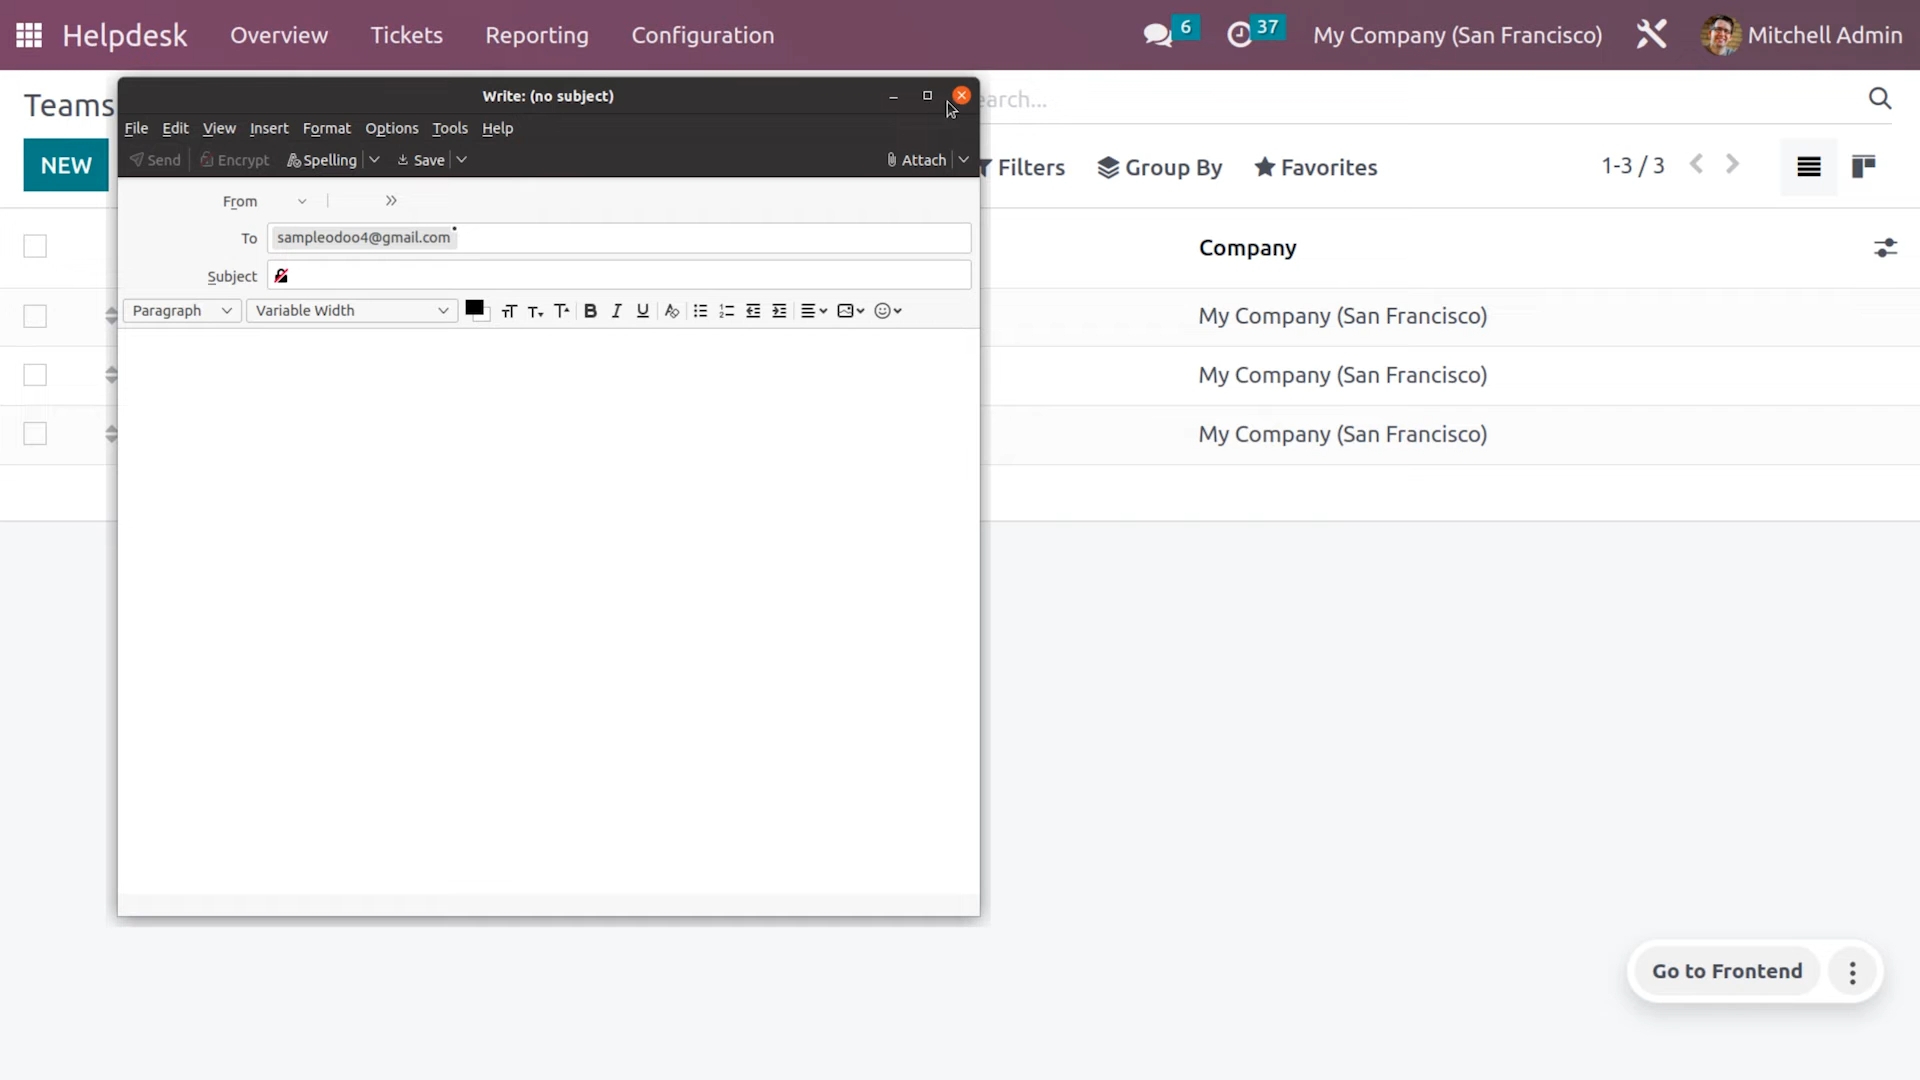 Helpdesk Overview Tickets Reporting Configuration 6 37 My Company (San Francisco) Mitchell Admin
Teams
NEW
Write: (no subject)
File Edit View Insert Format Options Tools Help
Send Encrypt Spelling Save Attach
From
To sampleodoo4@gmail.com
Subject
Paragraph Variable Width
earch...
Filters Group By Favorites 1-3 / 3
Company
My Company (San Francisco)
My Company (San Francisco)
My Company (San Francisco)
Go to Frontend